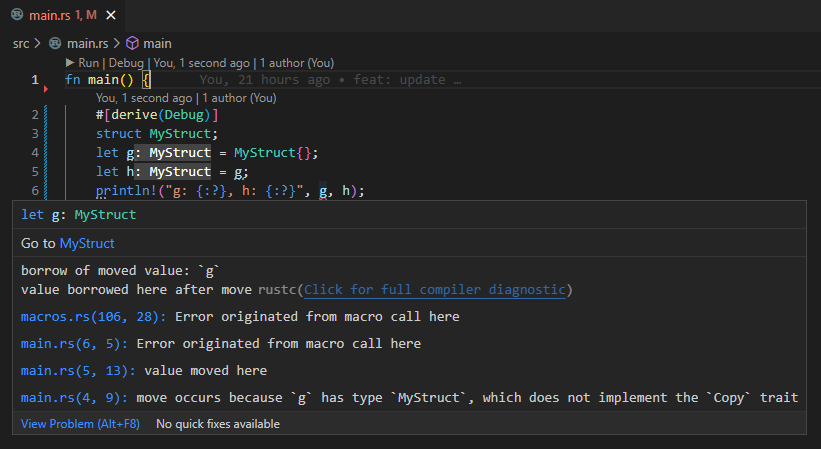 main.rs 1, M
src > main.rs > main
Run | Debug | You, 1 second ago | 1 author (You)
1 fn main() { You, 21 hours ago • feat: update …
You, 1 second ago | 1 author (You)
2 #[derive(Debug)]
3 struct MyStruct;
4 let g: MyStruct = MyStruct{};
5 let h: MyStruct = g;
6 println!("g: {:?}, h: {:?}", g, h);
let g: MyStruct
Go to MyStruct
borrow of moved value: `g`
value borrowed here after move rustc(Click for full compiler diagnostic)
macros.rs(106, 28): Error originated from macro call here
main.rs(6, 5): Error originated from macro call here
main.rs(5, 13): value moved here
main.rs(4, 9): move occurs because `g` has type `MyStruct`, which does not implement the `Copy` trait
View Problem (Alt+F8) No quick fixes available